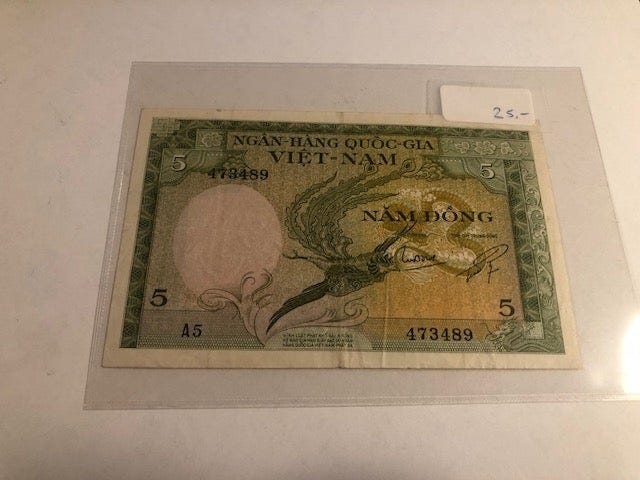 25.-
NGÂN-HÀNG QUỐC-GIA
VIỆT-NAM
5
5
473489
NĂM ĐỒNG
5
5
A5
473489